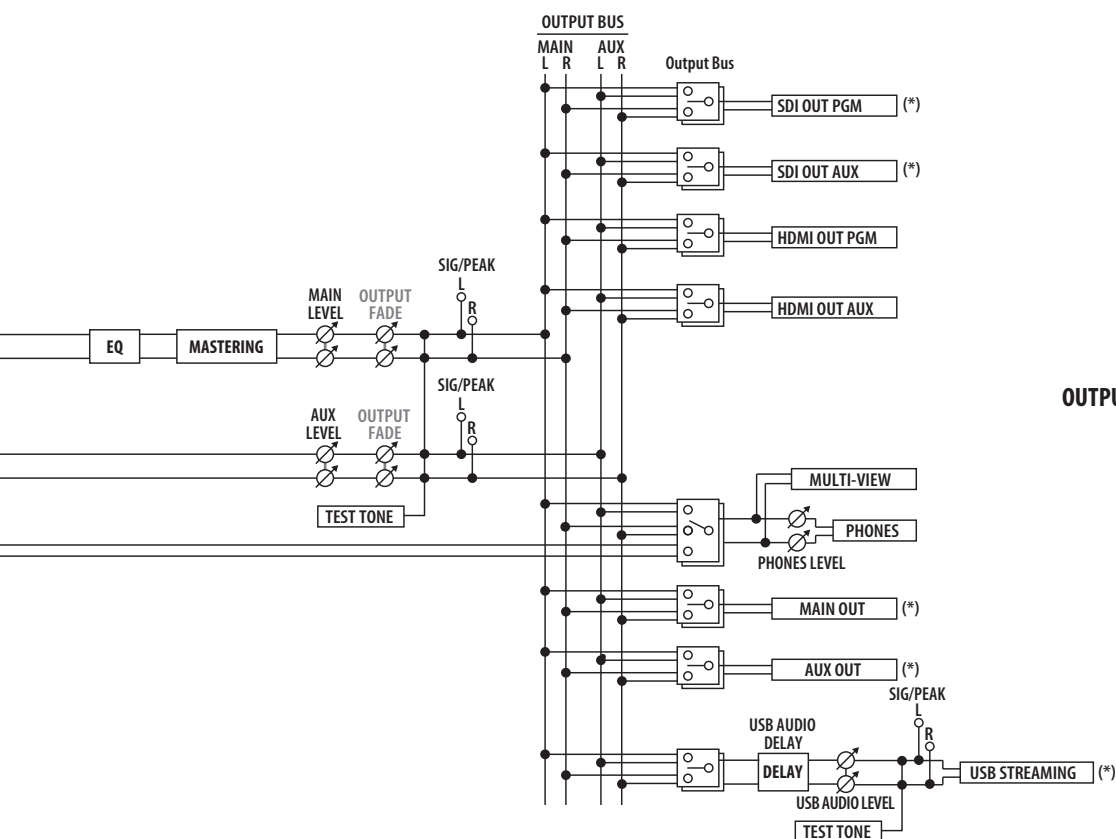 OUTPUT BUS
MAIN AUX
L R L R Output Bus
SDI OUT PGM (*)
SDI OUT AUX (*)
HDMI OUT PGM
HDMI OUT AUX
SIG/PEAK
L
R
MAIN LEVEL
OUTPUT FADE
EQ
MASTERING
SIG/PEAK
L
R
AUX LEVEL
OUTPUT FADE
TEST TONE
OUTPU
MULTI-VIEW
PHONES
PHONES LEVEL
MAIN OUT (*)
AUX OUT (*)
SIG/PEAK
L
R
USB AUDIO
DELAY
DELAY
USB STREAMING (*)
USB AUDIO LEVEL
TEST TONE